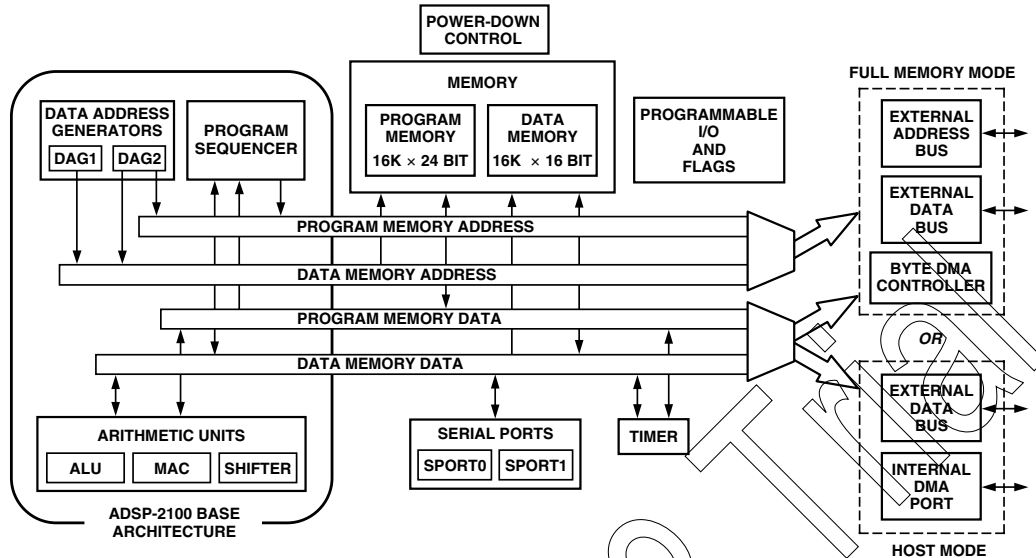 POWER-DOWN
CONTROL
MEMORY
PROGRAM
MEMORY
16K × 24 BIT
DATA
MEMORY
16K × 16 BIT
DATA ADDRESS
GENERATORS
DAG1
DAG2
PROGRAM
SEQUENCER
PROGRAMMABLE
I/O
AND
FLAGS
FULL MEMORY MODE
EXTERNAL
ADDRESS
BUS
EXTERNAL
DATA
BUS
BYTE DMA
CONTROLLER
OR
EXTERNAL
DATA
BUS
INTERNAL
DMA
PORT
HOST MODE
PROGRAM MEMORY ADDRESS
DATA MEMORY ADDRESS
PROGRAM MEMORY DATA
DATA MEMORY DATA
ARITHMETIC UNITS
ALU
MAC
SHIFTER
SERIAL PORTS
SPORT0
SPORT1
TIMER
ADSP-2100 BASE
ARCHITECTURE